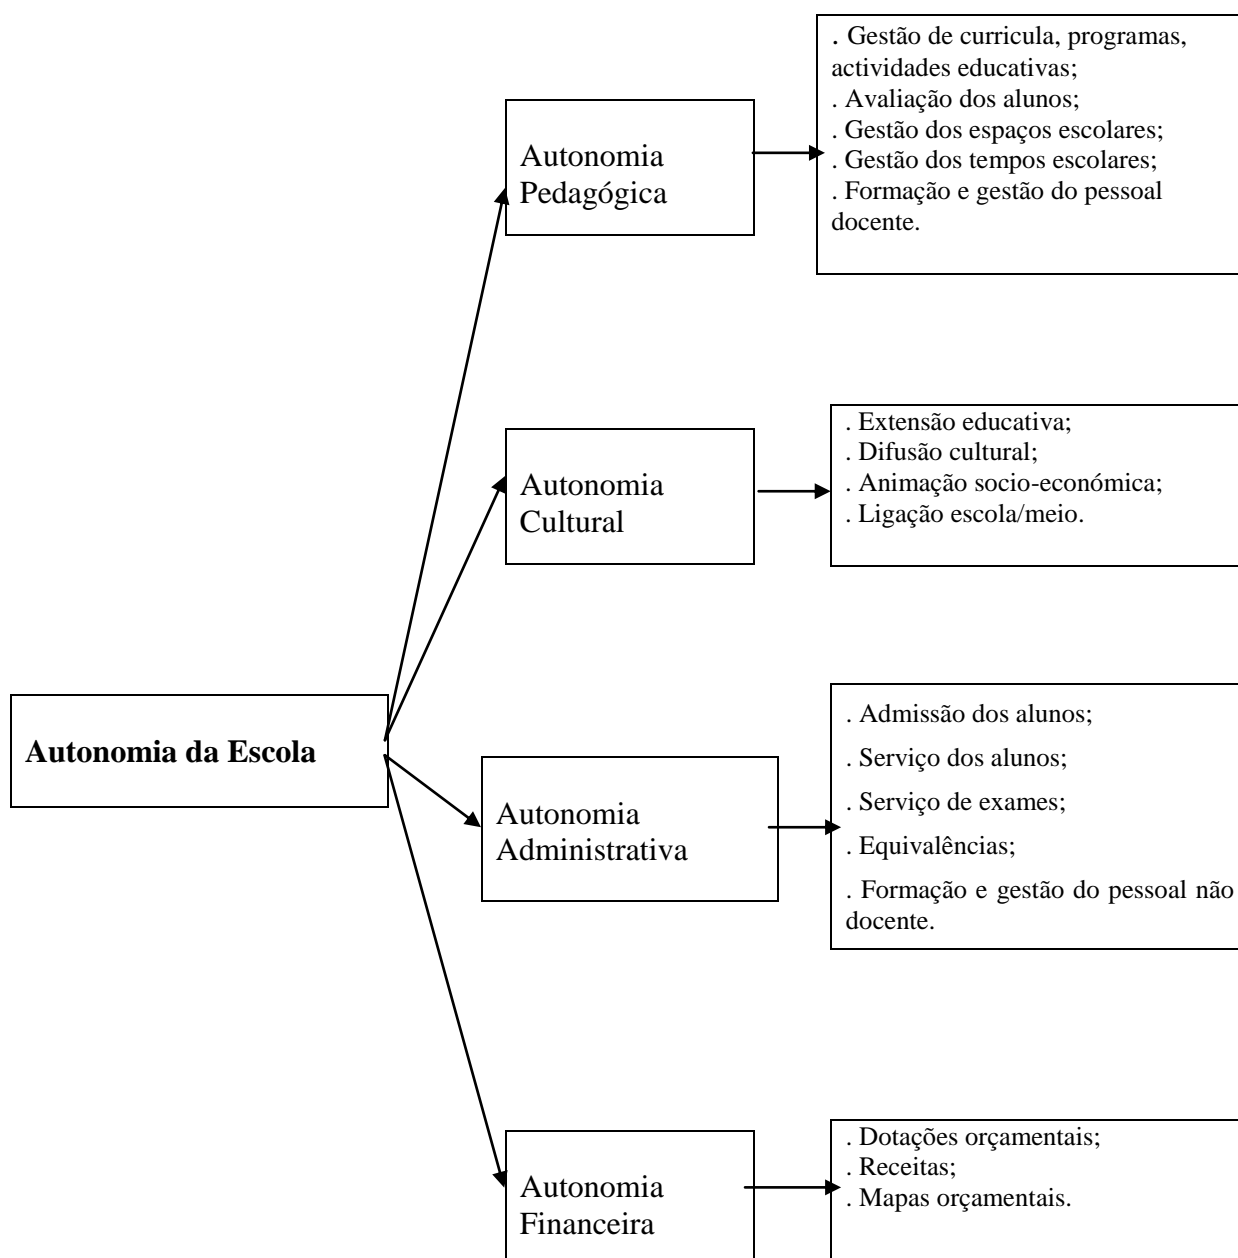 . Gestão de curricula, programas,
actividades educativas;
. Avaliação dos alunos;
. Gestão dos espaços escolares;
. Gestão dos tempos escolares;
. Formação e gestão do pessoal
docente.
Autonomia
Pedagógica
. Extensão educativa;
. Difusão cultural;
. Animação socio-económica;
. Ligação escola/meio.
Autonomia
Cultural
Autonomia da Escola
. Admissão dos alunos;
. Serviço dos alunos;
. Serviço de exames;
. Equivalências;
. Formação e gestão do pessoal não
docente.
Autonomia
Administrativa
. Dotações orçamentais;
. Receitas;
. Mapas orçamentais.
Autonomia
Financeira